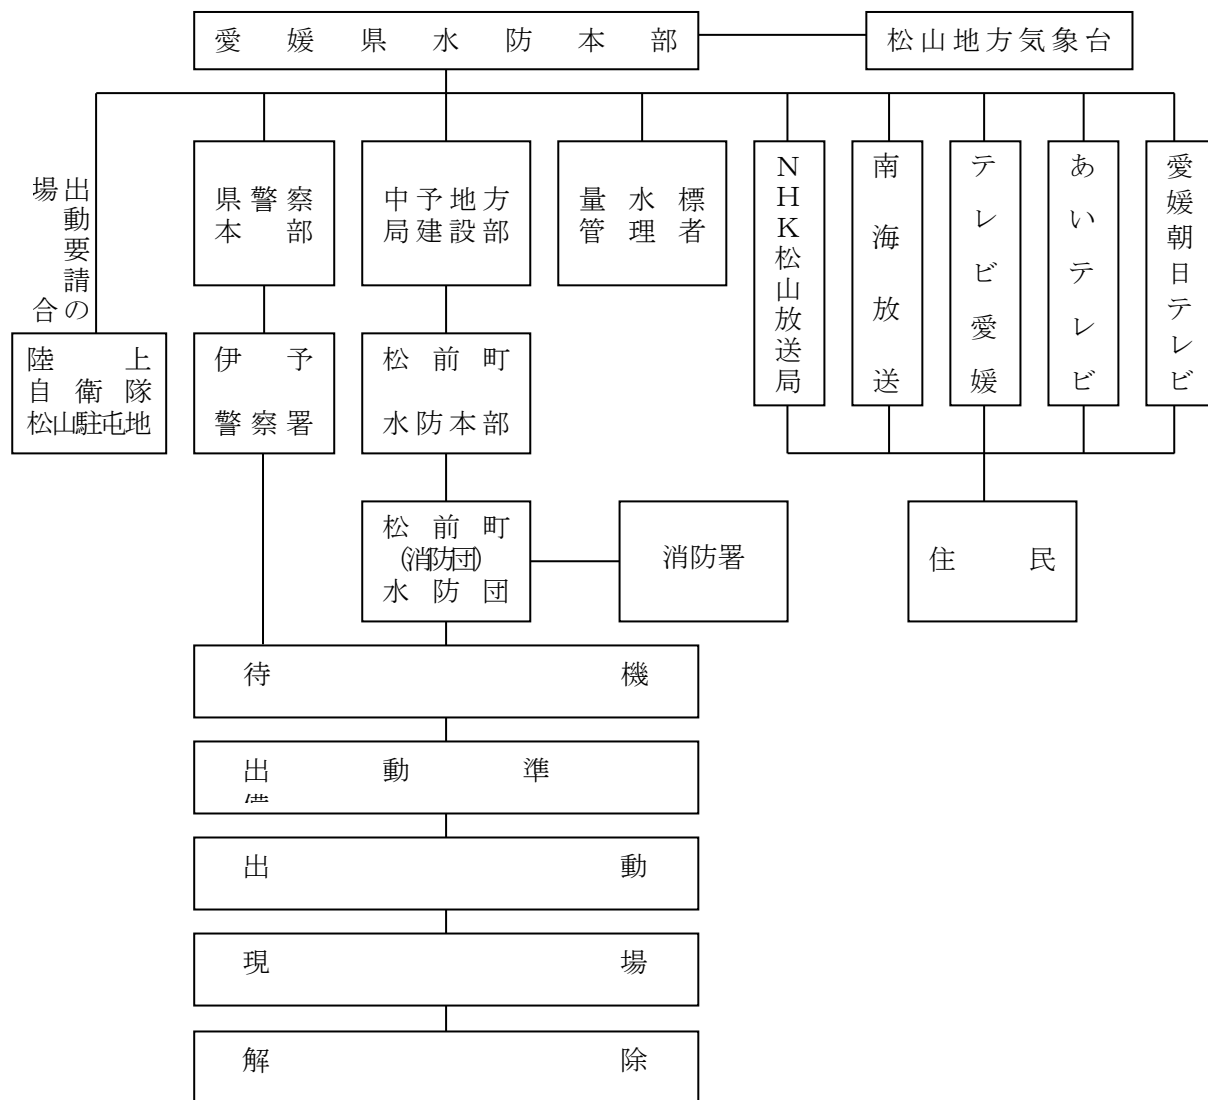 愛媛県水防本部
松山地方気象台
出動要請の
場合
県警察
本部
中予地方
局建設部
量水標
管理者
NHK松山放送局
南海放送
テレビ愛媛
あいテレビ
愛媛朝日テレビ
陸上
自衛隊
松山駐屯地
伊予
警察署
松前町
水防本部
松前町
(消防団)
水防団
消防署
住民
待機
出動準
備
出動
現場
解除